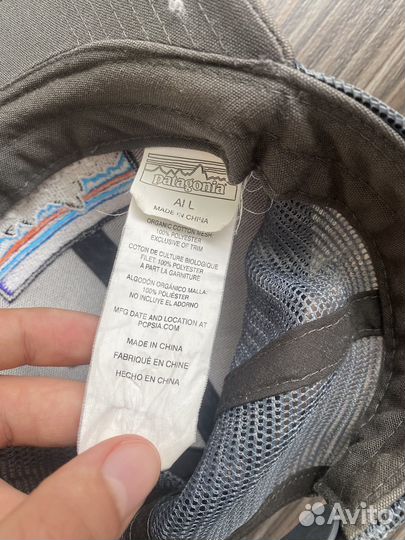 patagonia
Al L
MADE IN CHINA
ORGANIC COTTON MESH:
100% POLYESTER
EXCLUSIVE OF TRIM
COTON DE CULTURE BIOLOGIQUE
FILET: 100% POLYESTER
A PART LA GARNITURE
ALGODÓN ORGÁNICO MALLA:
100% POLIÉSTER
NO INCLUYE EL ADORNO
MFG DATE AND LOCATION AT
PCPSIA.COM
MADE IN CHINA
FABRIQUÉ EN CHINE
HECHO EN CHINA
Avito